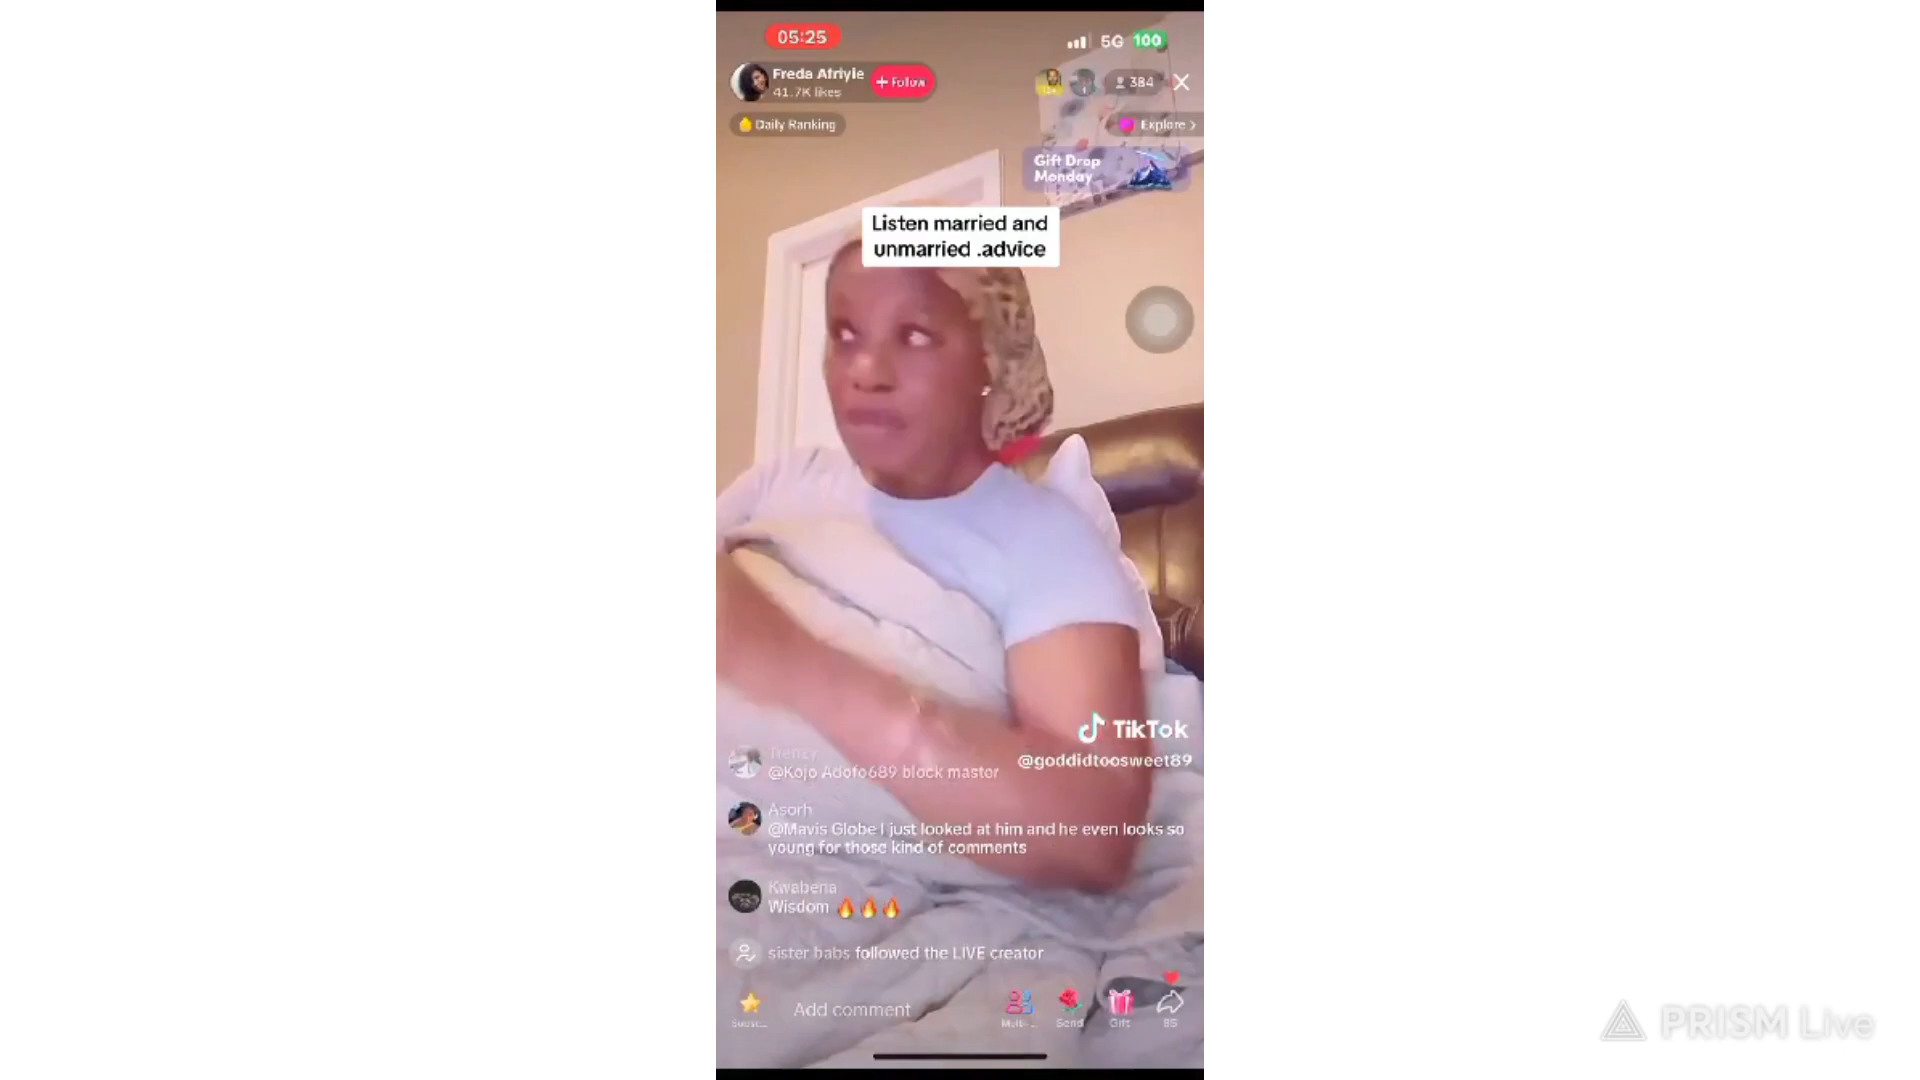 05:25
5G 100
Freda Afriyie
41.7K likes
+ Follow
384
Daily Ranking
Explore >
Gift Drop
Monday
Listen married and
unmarried .advice
TikTok
@goddidtoosweet89
@Kojo Adofo689 block master
Asorh
@Mavis Globe I just looked at him and he even looks so
young for those kind of comments
Kwabena
Wisdom 🔥🔥🔥
sister babs followed the LIVE creator
Add comment
Multi-...
Send
Gift
85
PRISM Live